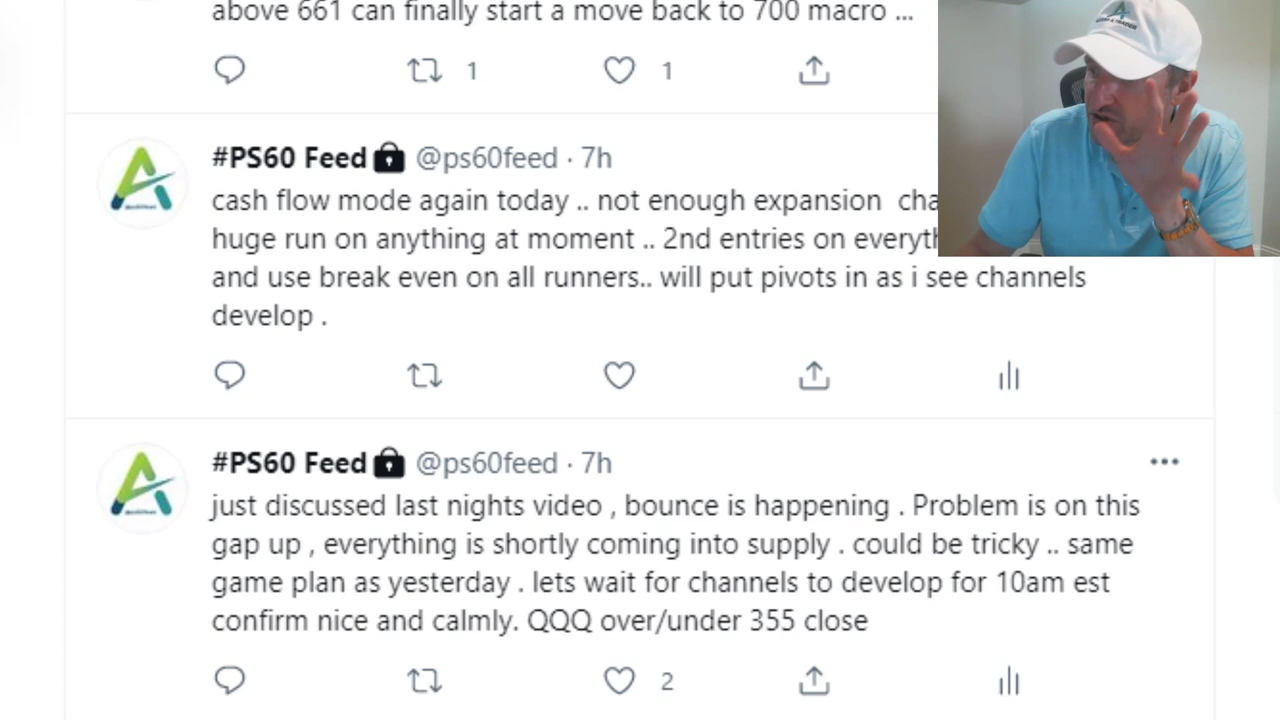 above 661 can finally start a move back to 700 macro ...
1
1
#PS60 Feed @ps60feed · 7h
cash flow mode again today .. not enough expansion
huge run on anything at moment .. 2nd entries on
and use break even on all runners.. will put pivots in as i see channels
develop .
#PS60 Feed @ps60feed · 7h
just discussed last nights video , bounce is happening . Problem is on this
gap up , everything is shortly coming into supply . could be tricky .. same
game plan as yesterday . lets wait for channels to develop for 10am est
confirm nice and calmly. QQQ over/under 355 close
2